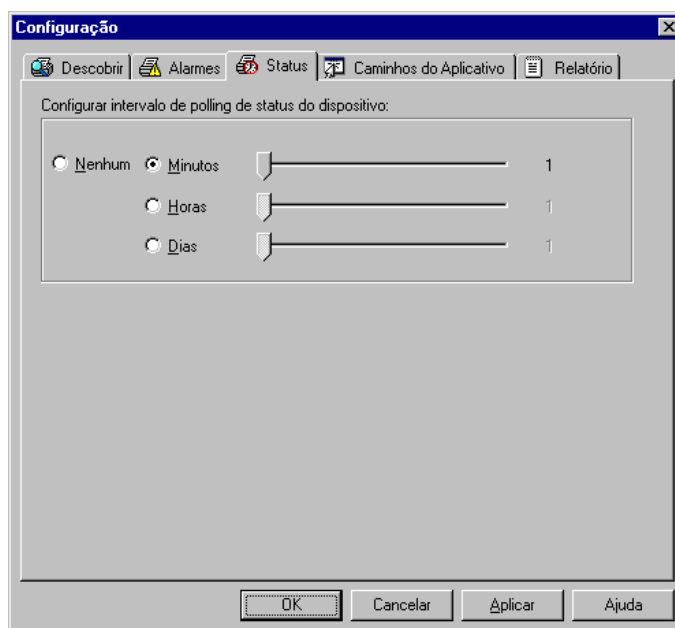 Configuração
Descobrir Alarmes Status Caminhos do Aplicativo Relatório
Configurar intervalo de polling de status do dispositivo:
Nenhum Minutos 1
Horas 1
Dias 1
OK Cancelar Aplicar Ajuda